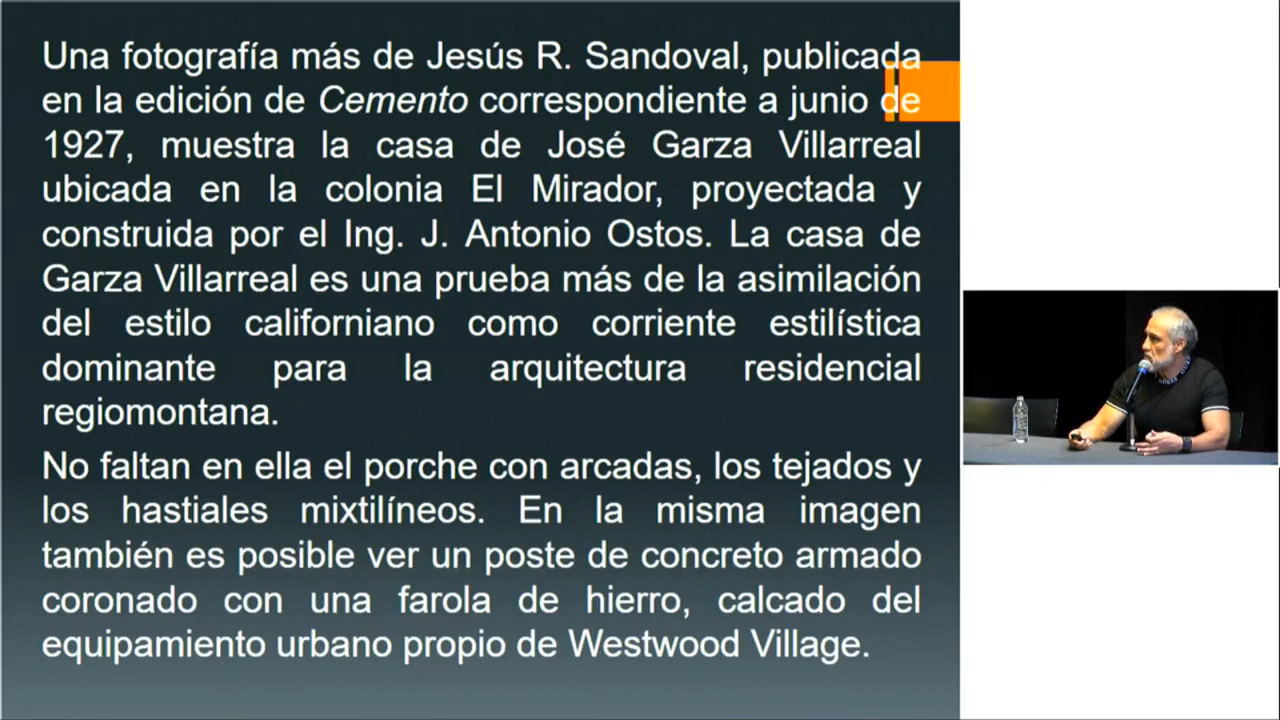 Una fotografía más de Jesús R. Sandoval, publicada
en la edición de Cemento correspondiente a junio de
1927, muestra la casa de José Garza Villarreal
ubicada en la colonia El Mirador, proyectada y
construida por el Ing. J. Antonio Ostos. La casa de
Garza Villarreal es una prueba más de la asimilación
del estilo californiano como corriente estilística
dominante para la arquitectura residencial
regiomontana.
No faltan en ella el porche con arcadas, los tejados y
los hastiales mixtilíneos. En la misma imagen
también es posible ver un poste de concreto armado
coronado con una farola de hierro, calcado del
equipamiento urbano propio de Westwood Village.